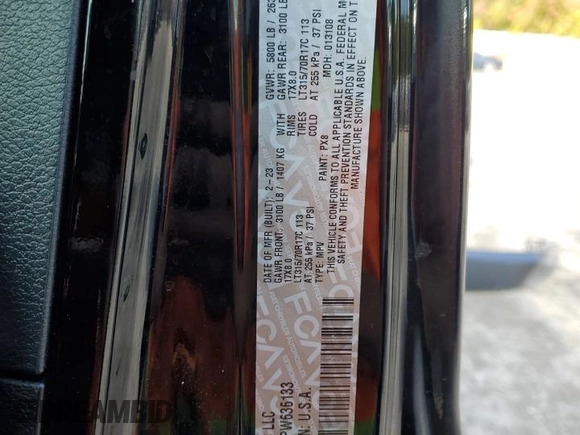 LLC
PW636133
N: U.S.A.
DATE OF MFR (BUILT): 2-23 GVWR: 5800 LB / 263
GAWR FRONT: 3100 LB / 1407 KG WITH GAWR REAR: 3100 LB
17X8.0 RIMS 17X8.0
LT315/70R17C 113 TIRES LT315/70R17C 113
AT 255 kPa / 37 PSI COLD AT 255 kPa / 37 PSI
TYPE: MPV MDH: 013108
PAINT: PX8
THIS VEHICLE CONFORMS TO ALL APPLICABLE U.S.A. FEDERAL M
SAFETY AND THEFT PREVENTION STANDARDS IN EFFECT ON T
MANUFACTURE SHOWN ABOVE.
FCA